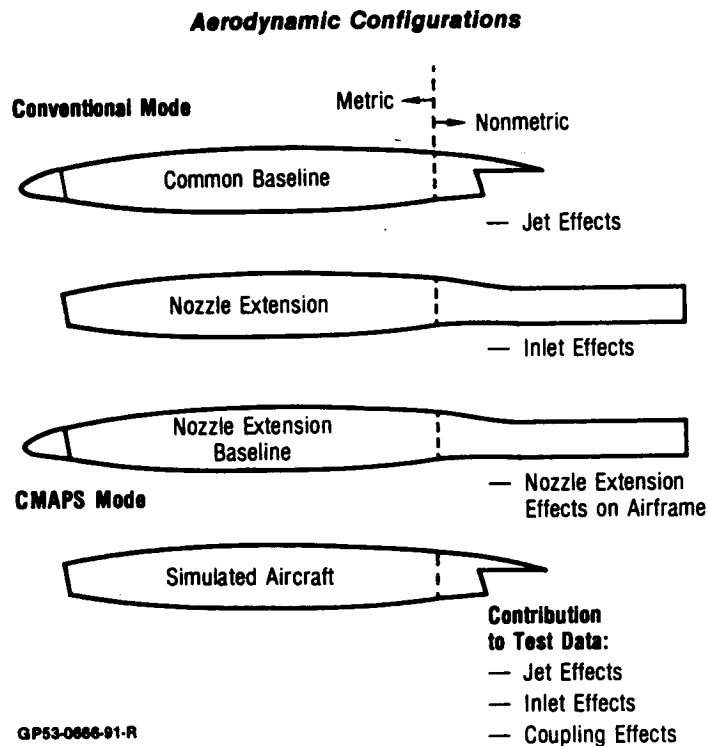 Aerodynamic Configurations
Metric
Conventional Mode
Nonmetric
Common Baseline
— Jet Effects
Nozzle Extension
— Inlet Effects
Nozzle Extension
Baseline
— Nozzle Extension
Effects on Airframe
CMAPS Mode
Simulated Aircraft
Contribution
to Test Data:
— Jet Effects
— Inlet Effects
— Coupling Effects
GP53-0666-91-R